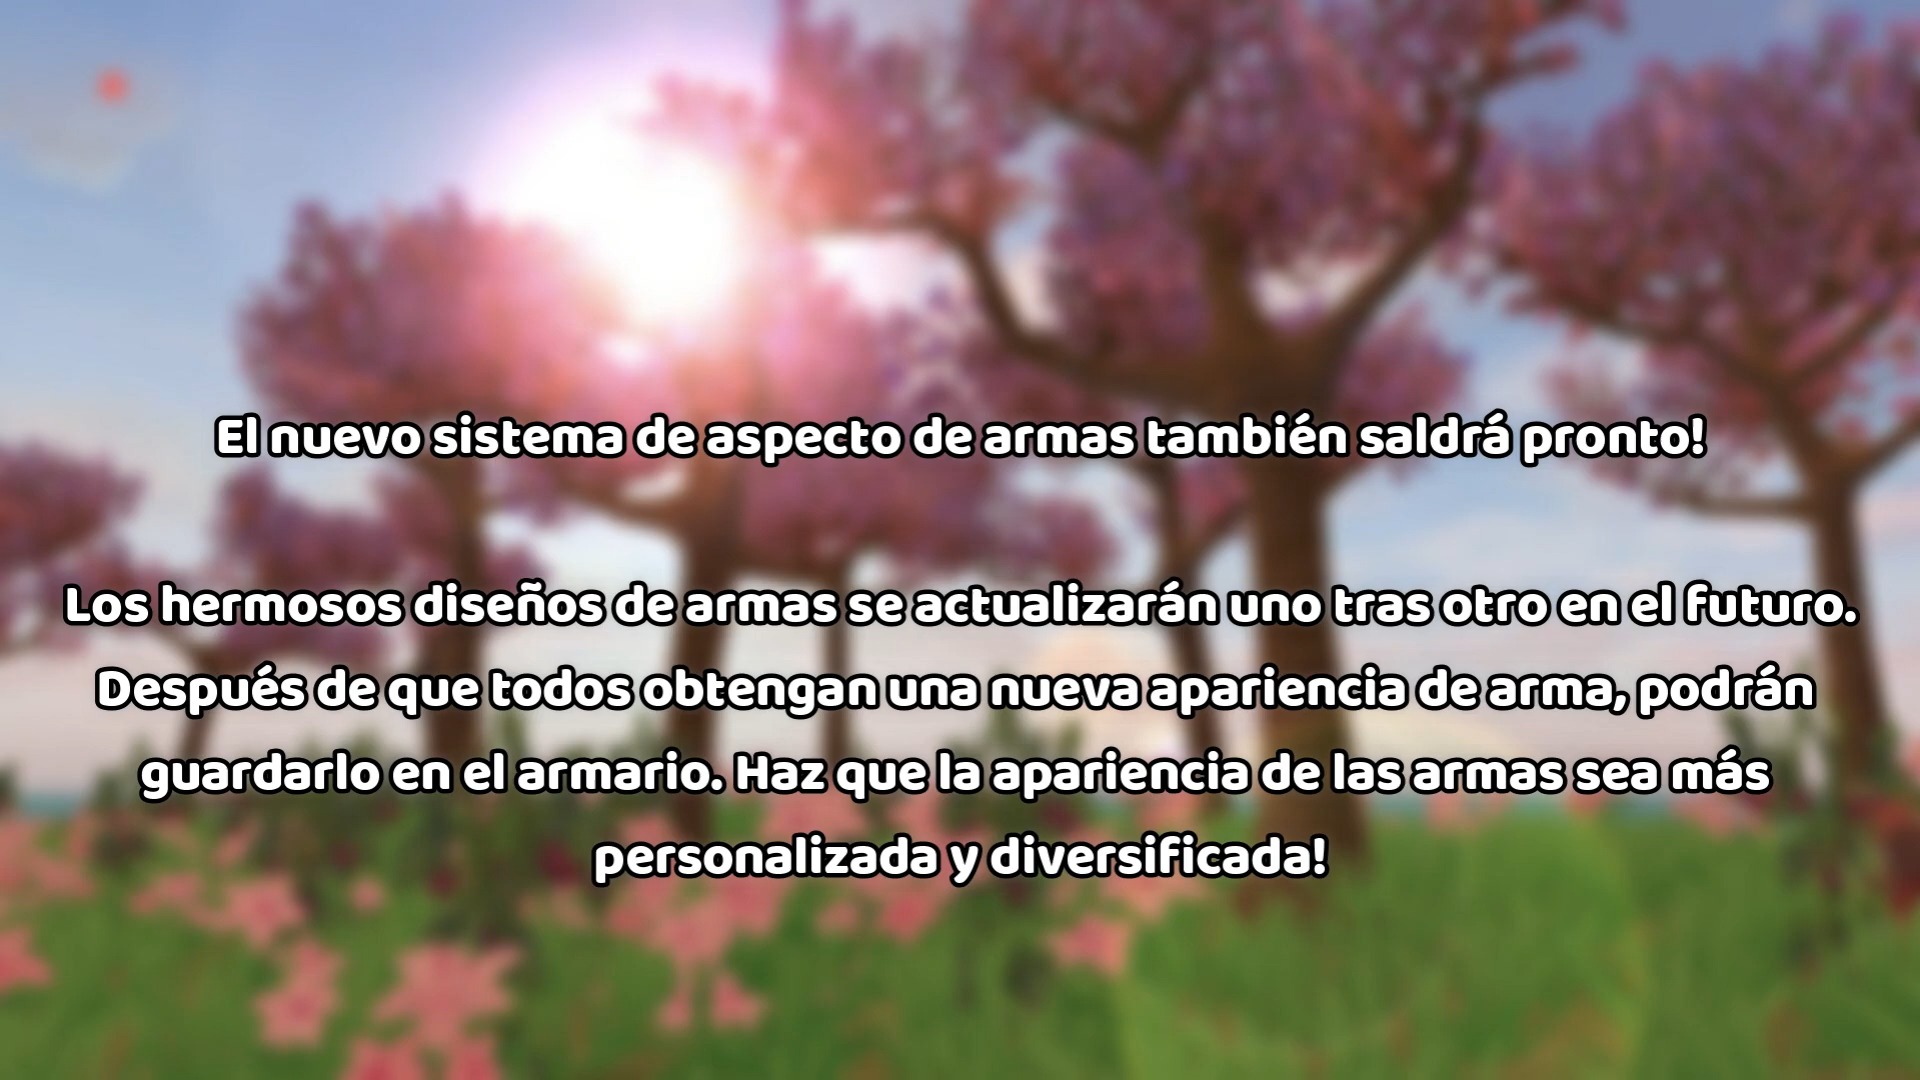 El nuevo sistema de aspecto de armas también saldrá pronto!
Los hermosos diseños de armas se actualizarán uno tras otro en el futuro.
Después de que todos obtengan una nueva apariencia de arma, podrán
guardarlo en el armario. Haz que la apariencia de las armas sea más
personalizada y diversificada!